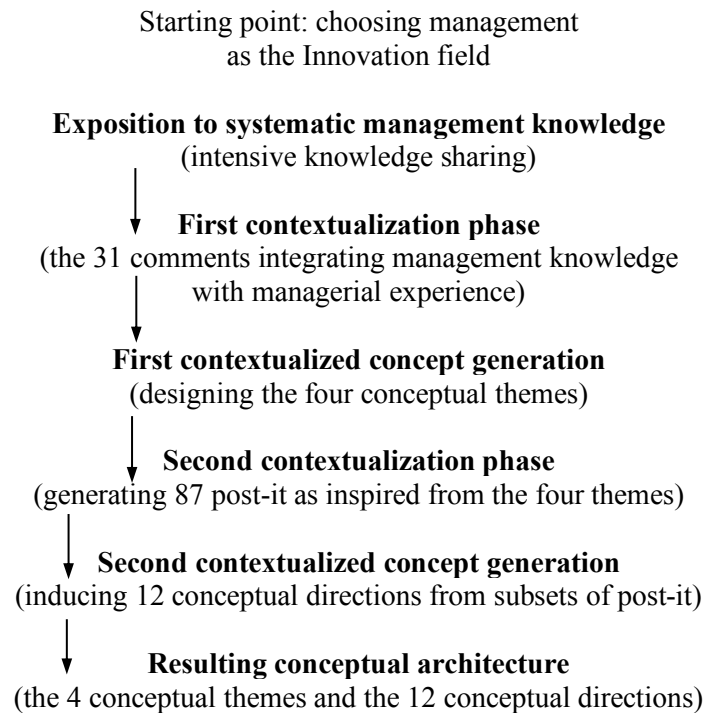 Starting point: choosing management
as the Innovation field
Exposition to systematic management knowledge
(intensive knowledge sharing)
First contextualization phase
(the 31 comments integrating management knowledge
with managerial experience)
First contextualized concept generation
(designing the four conceptual themes)
Second contextualization phase
(generating 87 post-it as inspired from the four themes)
Second contextualized concept generation
(inducing 12 conceptual directions from subsets of post-it)
Resulting conceptual architecture
(the 4 conceptual themes and the 12 conceptual directions)